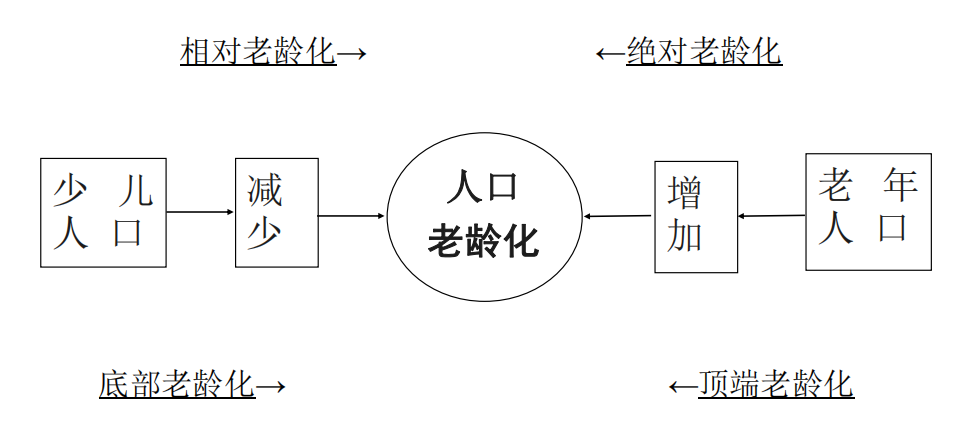 相对老龄化→ ←绝对老龄化
少 儿
人 口
减
少
人口
老龄化
增
加
老 年
人 口
底部老龄化→ ←顶端老龄化